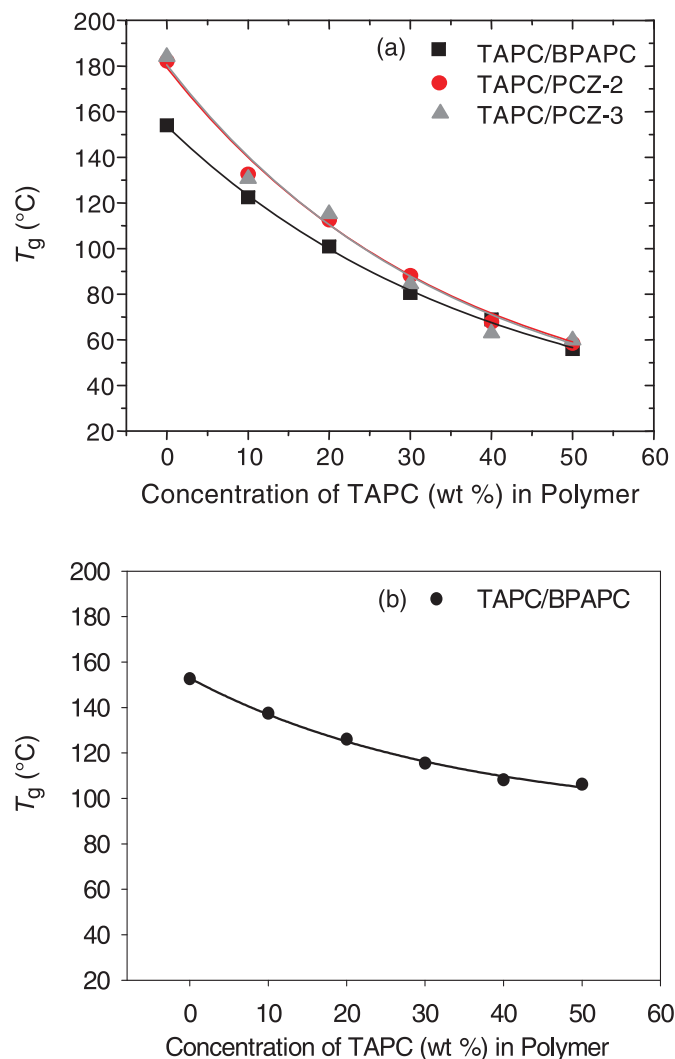 (a)
TAPC/BPAPC
TAPC/PCZ-2
TAPC/PCZ-3
200
180
160
140
120
100
80
60
40
20
Tg (°C)
0 10 20 30 40 50 60
Concentration of TAPC (wt %) in Polymer
(b)
TAPC/BPAPC
200
180
160
140
120
100
80
60
40
20
Tg (°C)
0 10 20 30 40 50 60
Concentration of TAPC (wt %) in Polymer